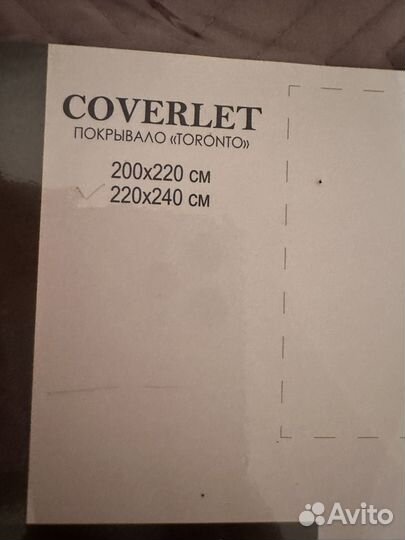 COVERLET
ПОКРЫВАЛО «TORONTO»
200x220 см
220x240 см
Avito